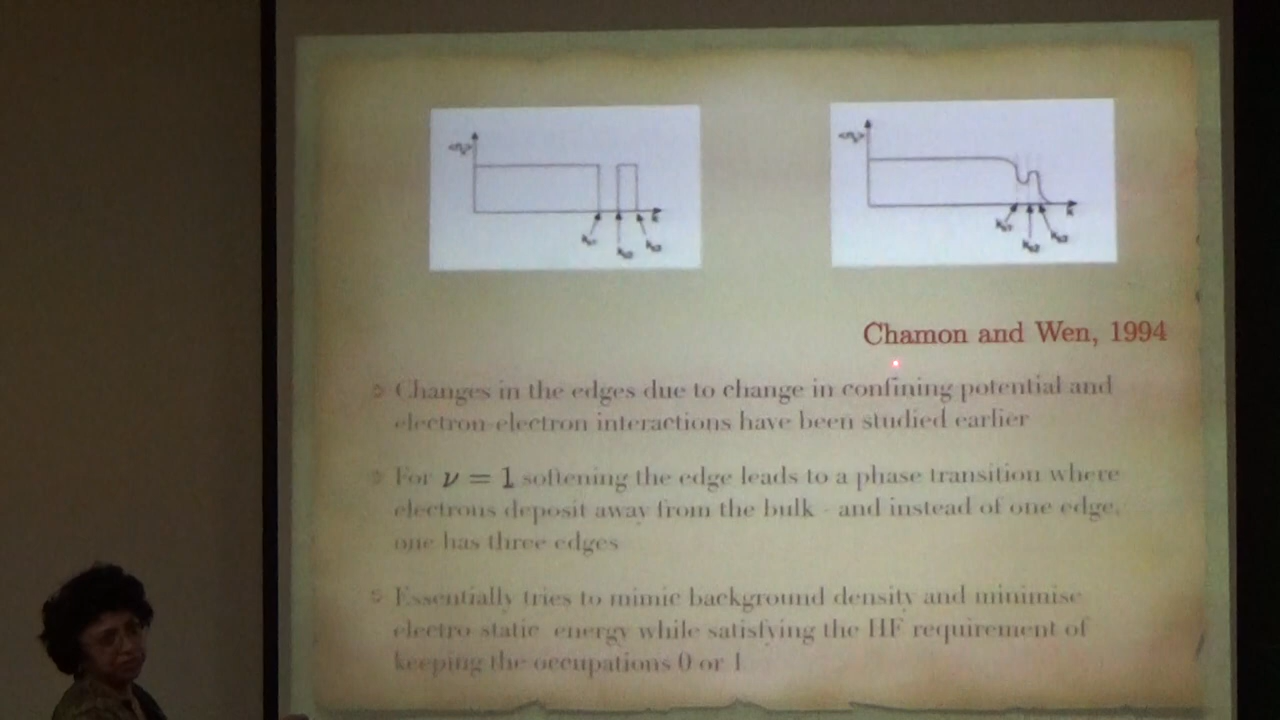 Chamon and Wen, 1994
Changes in the edges due to change in confining potential and
electron-electron interactions have been studied earlier
For ν = 1 softening the edge leads to a phase transition where
electrons deposit away from the bulk - and instead of one edge,
one has three edges
Essentially tries to mimic background density and minimise
electro static energy while satisfying the HF requirement of
keeping the occupations 0 or 1